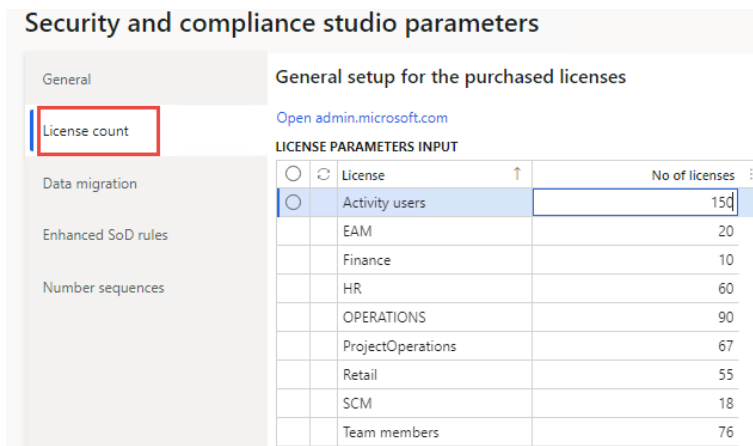 Security and compliance studio parameters
General
License count
Data migration
Enhanced SoD rules
Number sequences
General setup for the purchased licenses
Open admin.microsoft.com
LICENSE PARAMETERS INPUT
License ↑ No of licenses
Activity users 150
EAM 20
Finance 10
HR 60
OPERATIONS 90
ProjectOperations 67
Retail 55
SCM 18
Team members 76